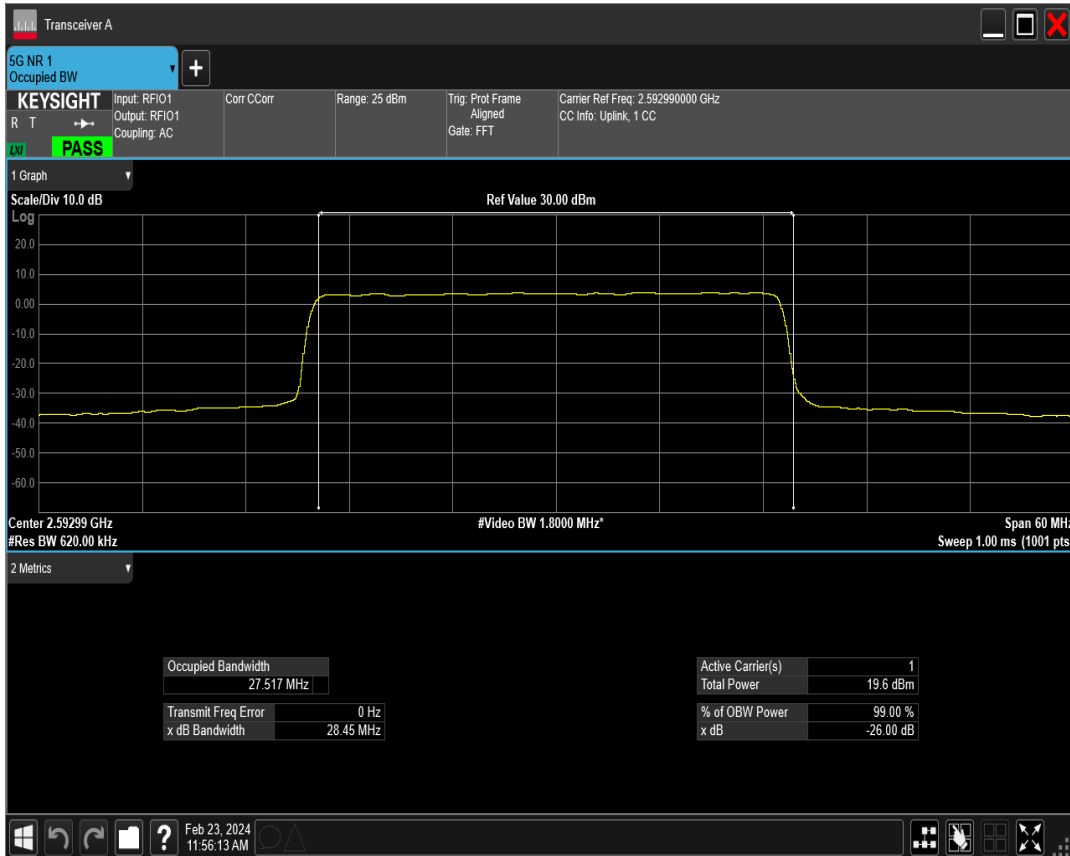 Transceiver A
5G NR 1
Occupied BW
KEYSIGHT
R T
LXI
PASS
Input: RFIO1
Output: RFIO1
Coupling: AC
Corr CCorr
Range: 25 dBm
Trig: Prot Frame
Aligned
Gate: FFT
Carrier Ref Freq: 2.592990000 GHz
CC Info: Uplink, 1 CC
1 Graph
Scale/Div 10.0 dB
Ref Value 30.00 dBm
Log
20.0
10.0
0.00
-10.0
-20.0
-30.0
-40.0
-50.0
-60.0
Center 2.59299 GHz
#Video BW 1.8000 MHz*
Span 60 MHz
#Res BW 620.00 kHz
Sweep 1.00 ms (1001 pts
2 Metrics
Occupied Bandwidth
27.517 MHz
Transmit Freq Error 0 Hz
x dB Bandwidth 28.45 MHz
Active Carrier(s) 1
Total Power 19.6 dBm
% of OBW Power 99.00 %
x dB -26.00 dB
?
Feb 23, 2024
11:56:13 AM